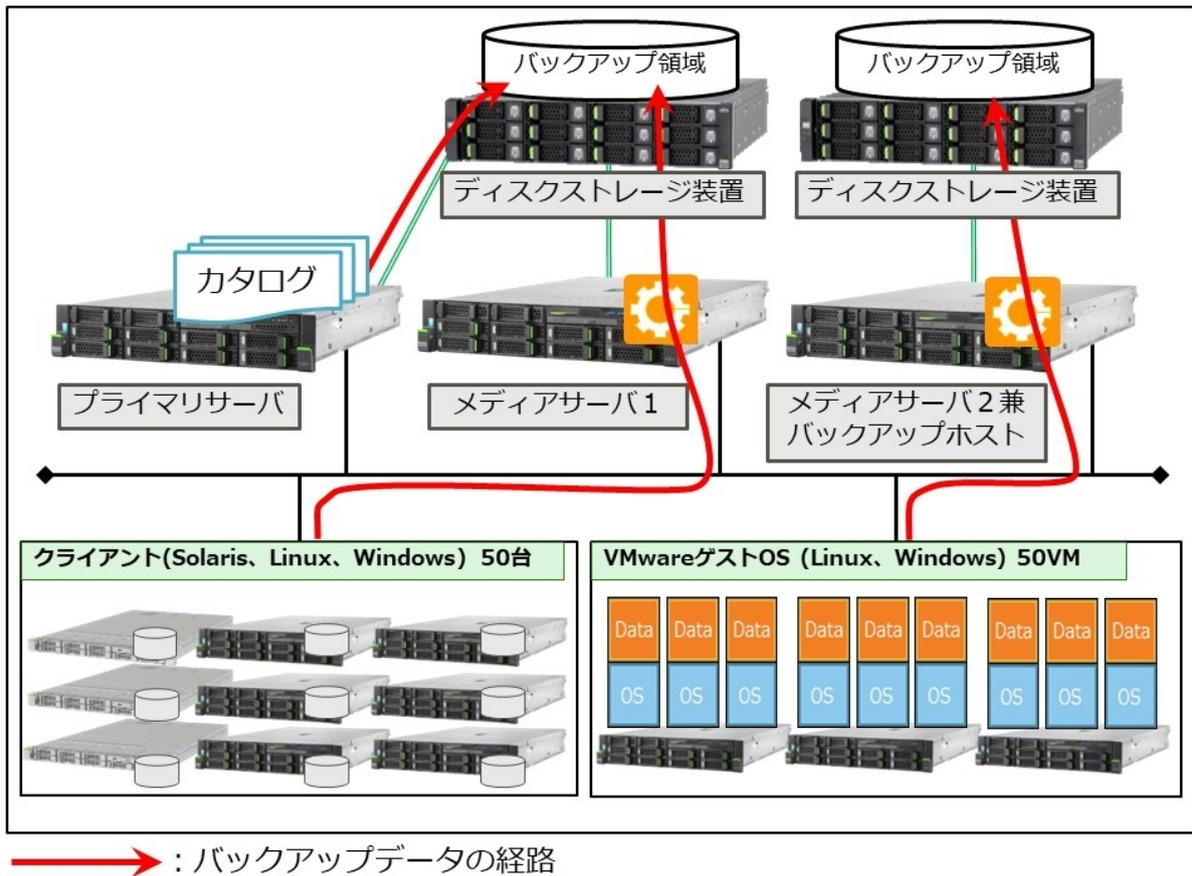 バックアップ領域
バックアップ領域
ディスクストレージ装置
ディスクストレージ装置
カタログ
プライマリサーバ
メディアサーバ1
メディアサーバ2兼
バックアップホスト
クライアント(Solaris、Linux、Windows) 50台
VMwareゲストOS (Linux、Windows) 50VM
Data Data Data Data Data Data Data Data Data
OS OS OS OS OS OS OS OS OS
:バックアップデータの経路